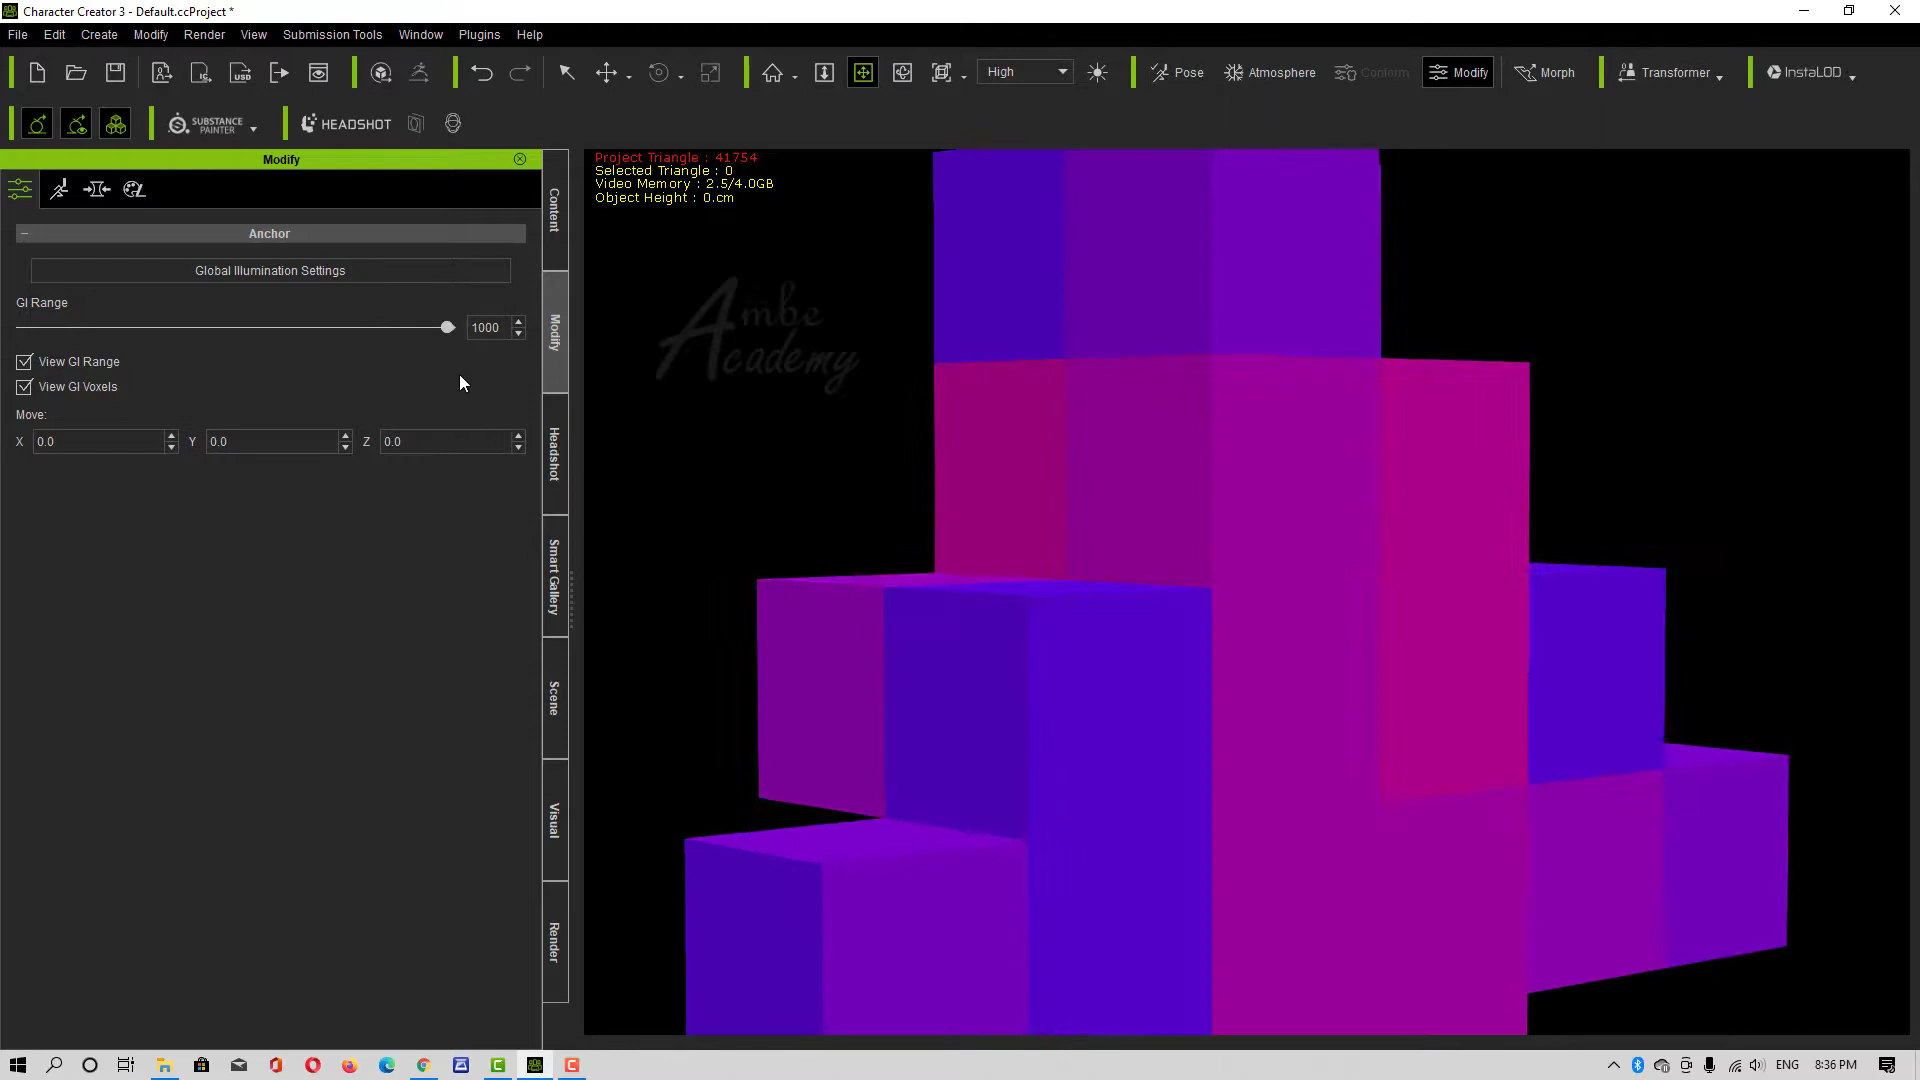 Character Creator 3 - Default.ccProject *
File Edit Create Modify Render View Submission Tools Window Plugins Help
High Pose Atmosphere Conform Modify Morph Transformer InstaLOD
SUBSTANCE PAINTER HEADSHOT
Modify
Project Triangle : 41754
Selected Triangle : 0
Video Memory : 2.5/4.0GB
Object Height : 0.cm
Anchor
Global Illumination Settings
GI Range
1000
View GI Range
View GI Voxels
Move:
X 0.0 Y 0.0 Z 0.0
Content
Modify
Headshot
Smart Gallery
Scene
Visual
Render
Ambe
Academy
ENG 8:36 PM